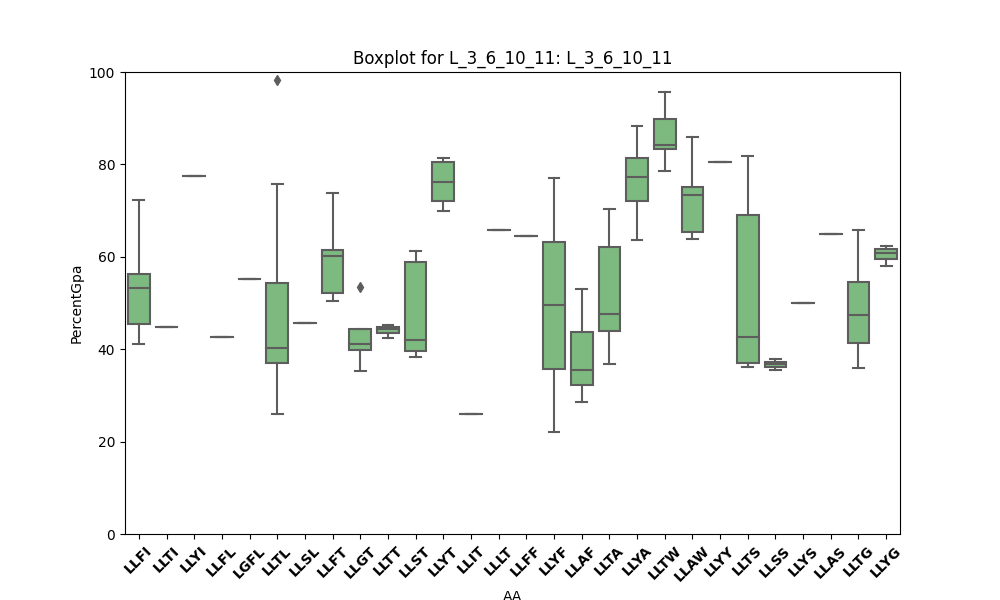 Boxplot for L_3_6_10_11: L_3_6_10_11
100
80
60
40
20
0
PercentGpa
LLFI LLTI LLYI LLFL LGFL LLTL LLSL LLFT LLGT LLTT LLST LLYT LLIT LLLT LLFF LLYF LLAF LLTA LLYA LLTW LLAW LLYY LLTS LLSS LLYS LLAS LLTG LLYG
AA